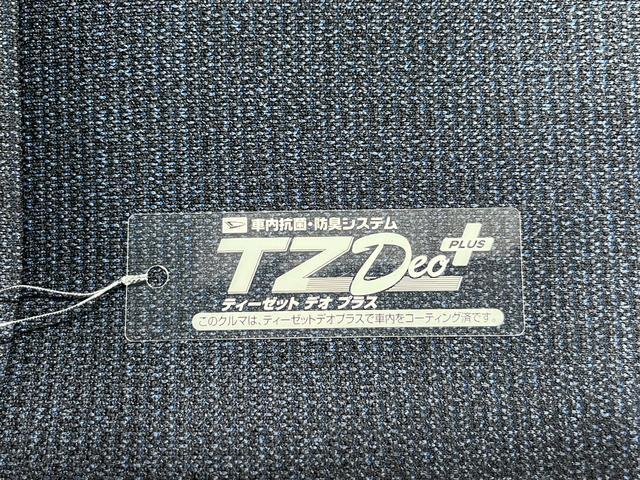 車内抗菌・防臭システム
TZDeo PLUS
ティーゼット デオ プラス
このクルマは、ティーゼットデオプラスで車内をコーティング済です。